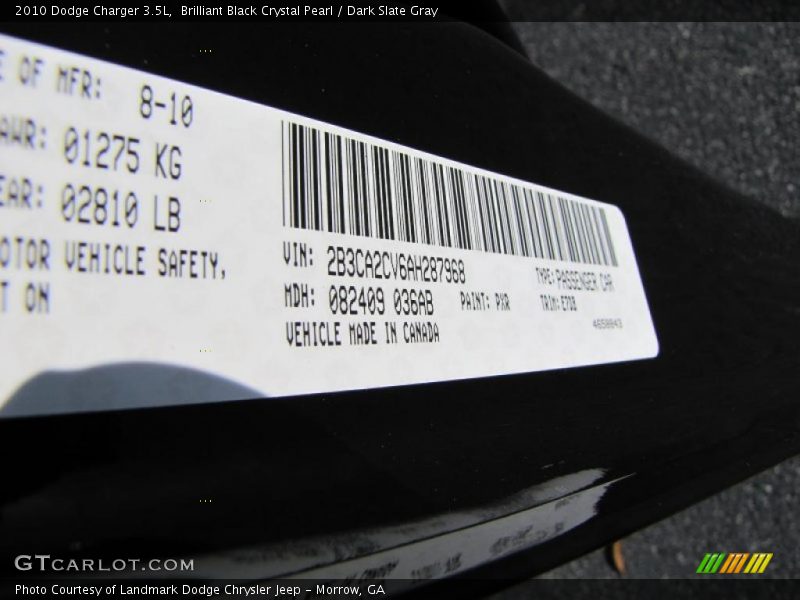 2010 Dodge Charger 3.5L,  Brilliant Black Crystal Pearl / Dark Slate Gray
E OF MFR: 8-10
AWR: 01275 KG
EAR: 02810 LB
OTOR VEHICLE SAFETY,
T ON
VIN: 2B3CA2CV6AH287968
TYPE: PASSENGER CAR
MDH: 082409 036AB PAINT: PXR TRIM: E7DB
VEHICLE MADE IN CANADA
GTCARLOT.COM
Photo Courtesy of Landmark Dodge Chrysler Jeep – Morrow, GA